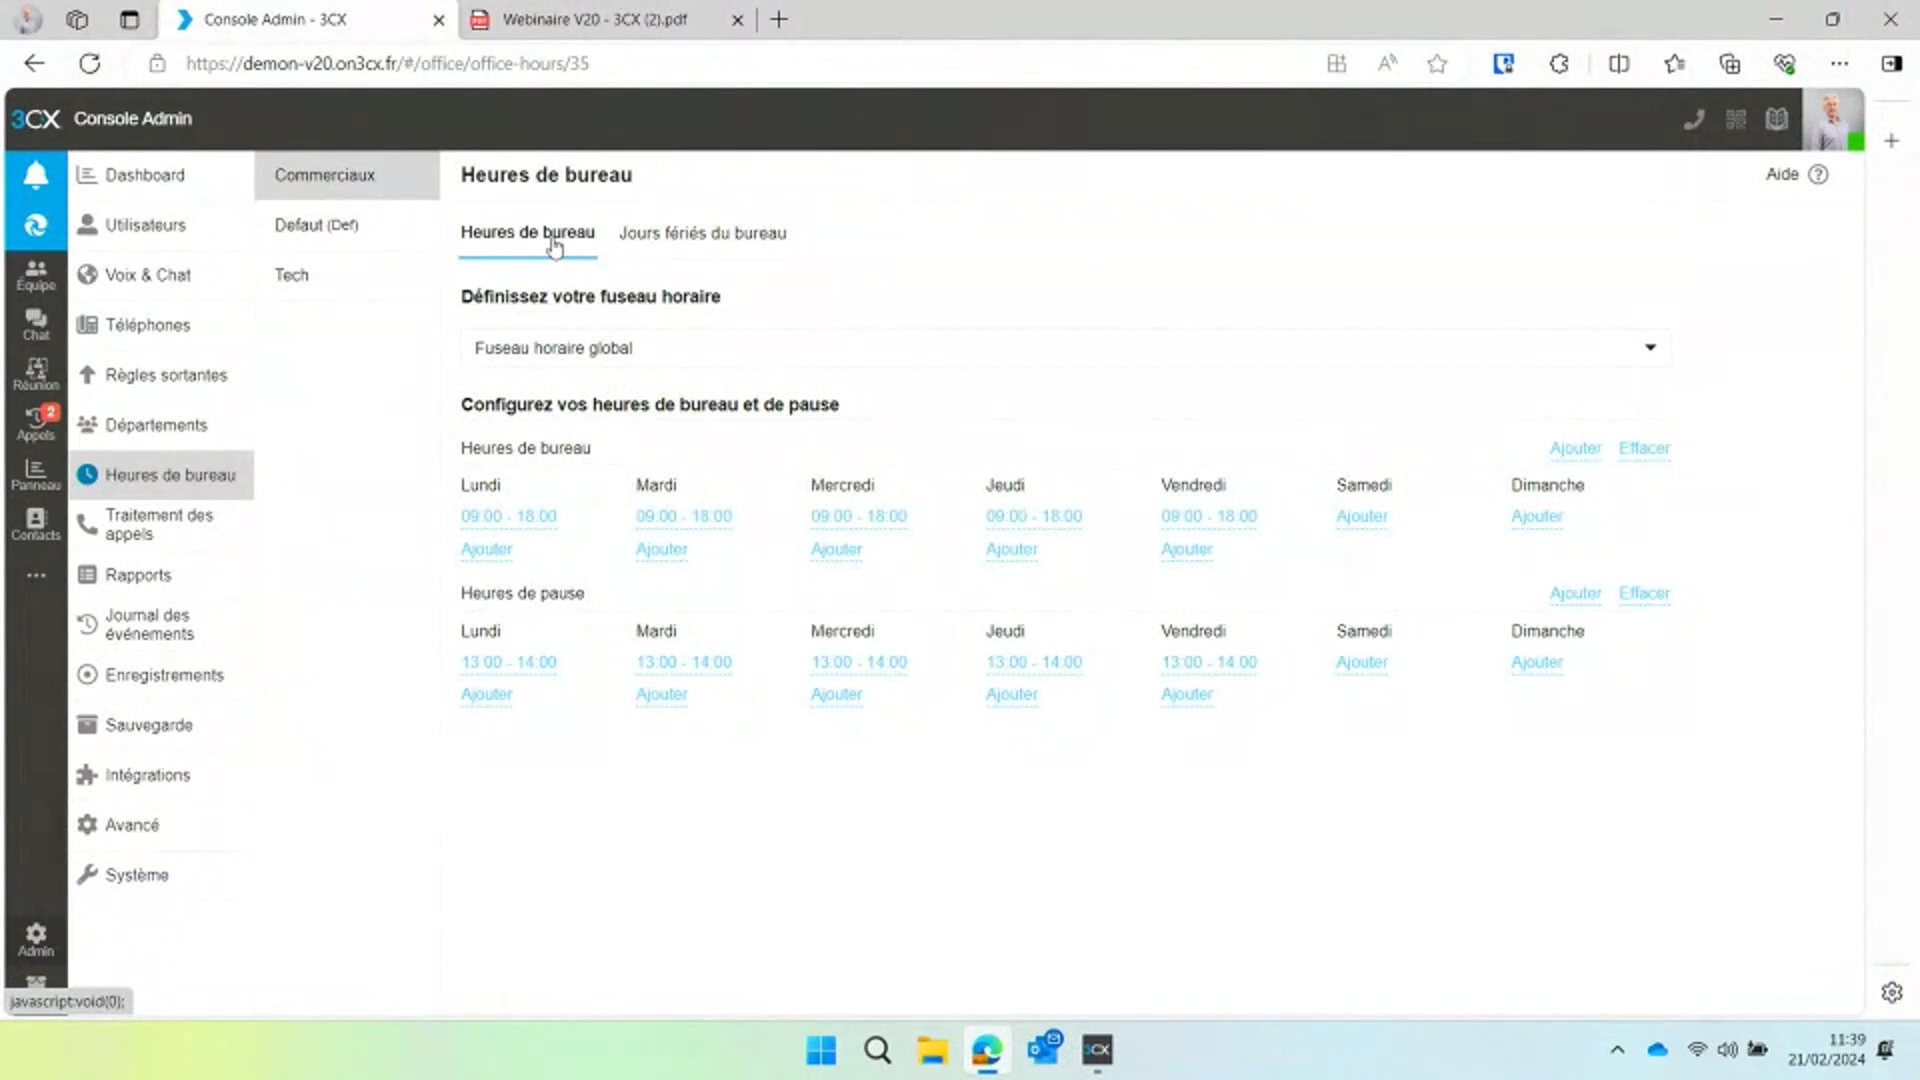 Console Admin - 3CX
Webinaire V20 - 3CX (2).pdf
https://demon-v20.on3cx.fr/#/office/office-hours/35
3CX Console Admin
Équipe
Chat
Réunion
2
Appels
Panneau
Contacts
Admin
Dashboard
Utilisateurs
Voix & Chat
Téléphones
Règles sortantes
Départements
Heures de bureau
Traitement des
appels
Rapports
Journal des
événements
Enregistrements
Sauvegarde
Intégrations
Avancé
Système
Commerciaux
Defaut (Def)
Tech
Heures de bureau
Aide
Heures de bureau Jours fériés du bureau
Définissez votre fuseau horaire
Fuseau horaire global
Configurez vos heures de bureau et de pause
Heures de bureau Ajouter Effacer
Lundi Mardi Mercredi Jeudi Vendredi Samedi Dimanche
09:00 - 18:00 09:00 - 18:00 09:00 - 18:00 09:00 - 18:00 09:00 - 18:00 Ajouter Ajouter
Ajouter Ajouter Ajouter Ajouter Ajouter
Heures de pause Ajouter Effacer
Lundi Mardi Mercredi Jeudi Vendredi Samedi Dimanche
13:00 - 14:00 13:00 - 14:00 13:00 - 14:00 13:00 - 14:00 13:00 - 14:00 Ajouter Ajouter
Ajouter Ajouter Ajouter Ajouter Ajouter
javascript:void(0);
3CX
11:39
21/02/2024